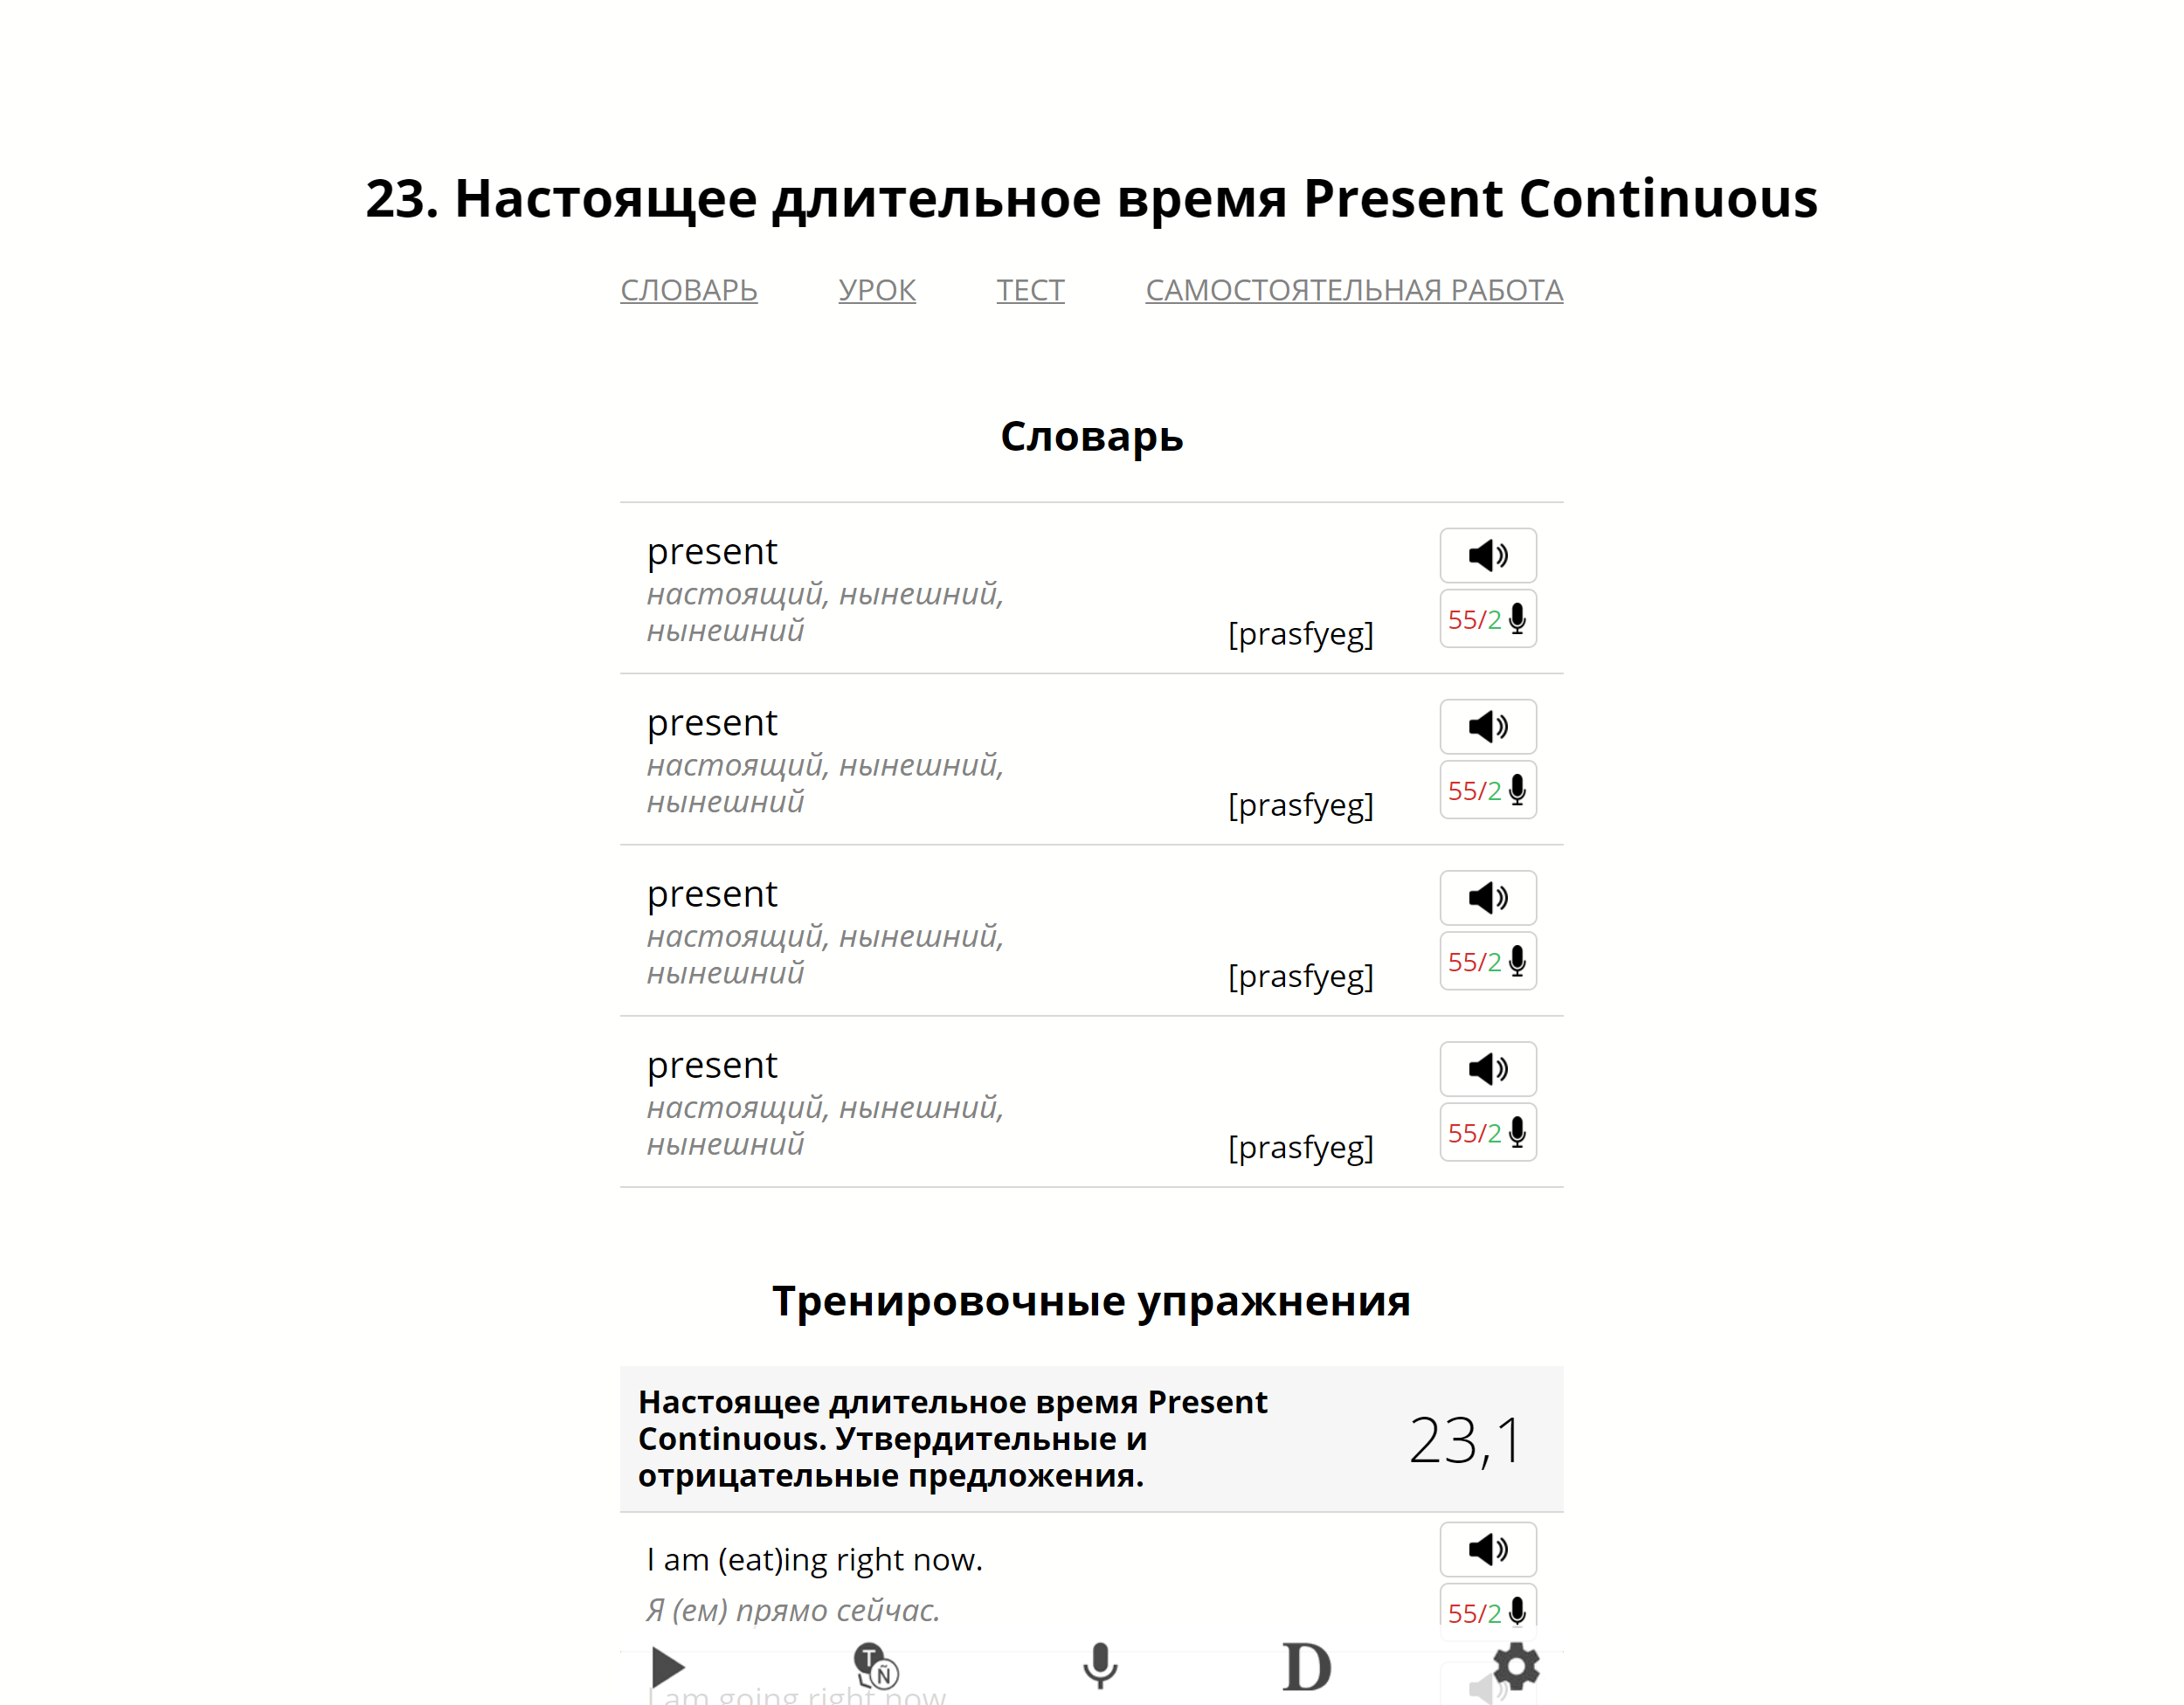 23. Настоящее длительное время Present Continuous
СЛОВАРЬ УРОК ТЕСТ САМОСТОЯТЕЛЬНАЯ РАБОТА
Словарь
present
настоящий, нынешний,
нынешний
[prasfyeg]
55/2
present
настоящий, нынешний,
нынешний
[prasfyeg]
55/2
present
настоящий, нынешний,
нынешний
[prasfyeg]
55/2
present
настоящий, нынешний,
нынешний
[prasfyeg]
55/2
Тренировочные упражнения
Настоящее длительное время Present
Continuous. Утвердительные и
отрицательные предложения.
23,1
I am (eat)ing right now.
Я (ем) прямо сейчас.
55/2
T Ñ D
I am going right now